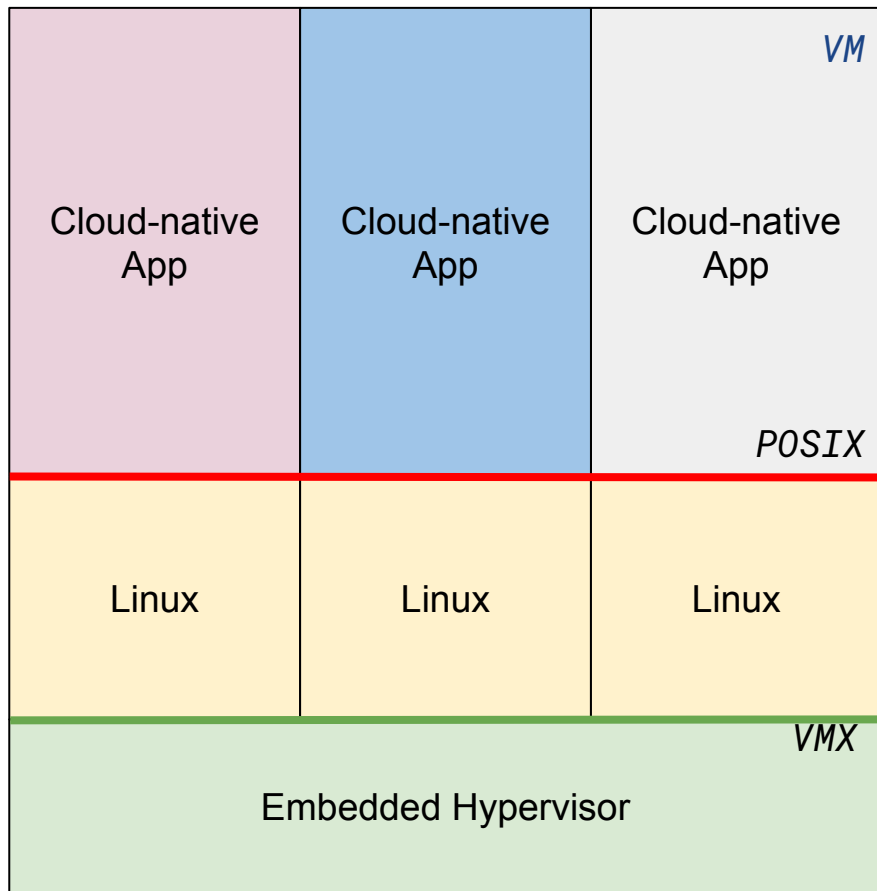 VM
Cloud-native
App
Cloud-native
App
Cloud-native
App
POSIX
Linux
Linux
Linux
VMX
Embedded Hypervisor